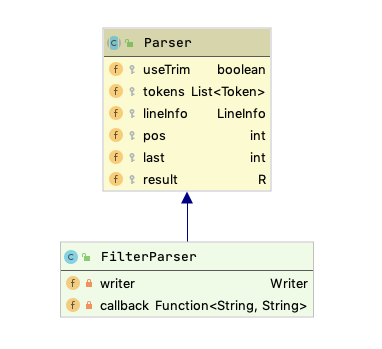 Parser
useTrim boolean
tokens List<Token>
lineInfo LineInfo
pos int
last int
result R
FilterParser
writer Writer
callback Function<String, String>